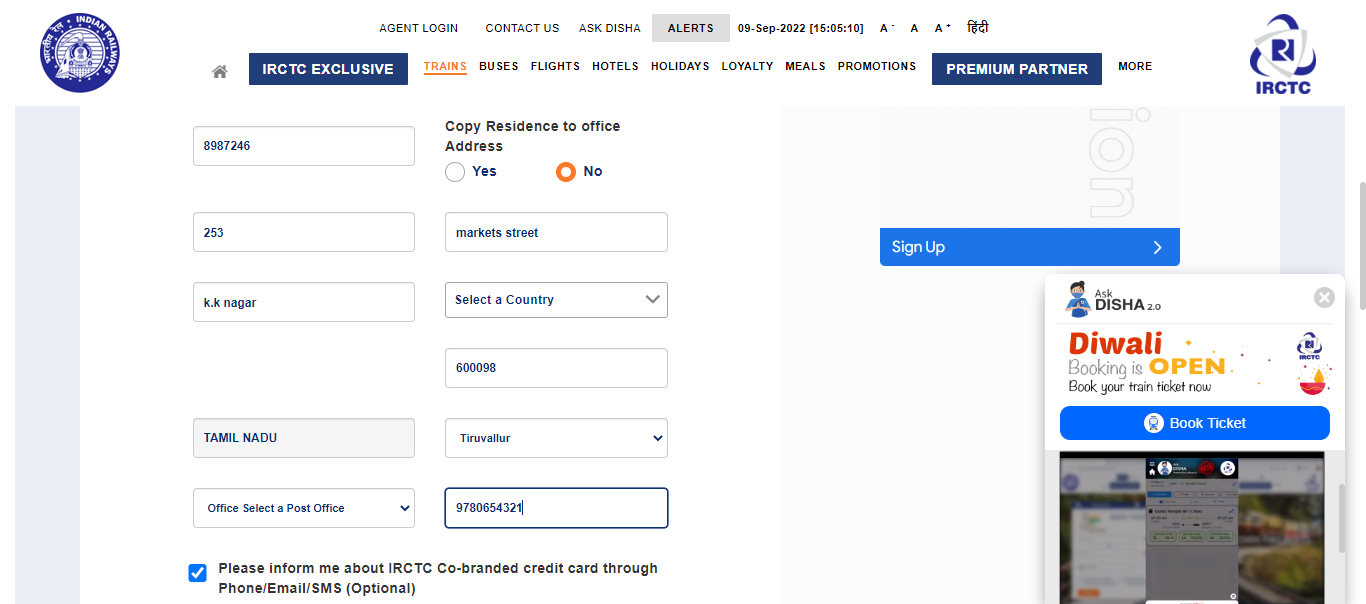 INDIAN RAILWAYS
भारतीय रेल
AGENT LOGIN CONTACT US ASK DISHA ALERTS 09-Sep-2022 [15:05:10] A - A A + हिंदी
IRCTC EXCLUSIVE TRAINS BUSES FLIGHTS HOTELS HOLIDAYS LOYALTY MEALS PROMOTIONS PREMIUM PARTNER MORE
IRCTC
8987246
Copy Residence to office
Address
Yes No
253
markets street
k.k nagar
Select a Country
600098
TAMIL NADU
Tiruvallur
Office Select a Post Office
9780654321
Please inform me about IRCTC Co-branded credit card through
Phone/Email/SMS (Optional)
ion
Sign Up
Ask
DISHA 2.0
Diwali
Booking is OPEN
Book your train ticket now
IRCTC
Book Ticket